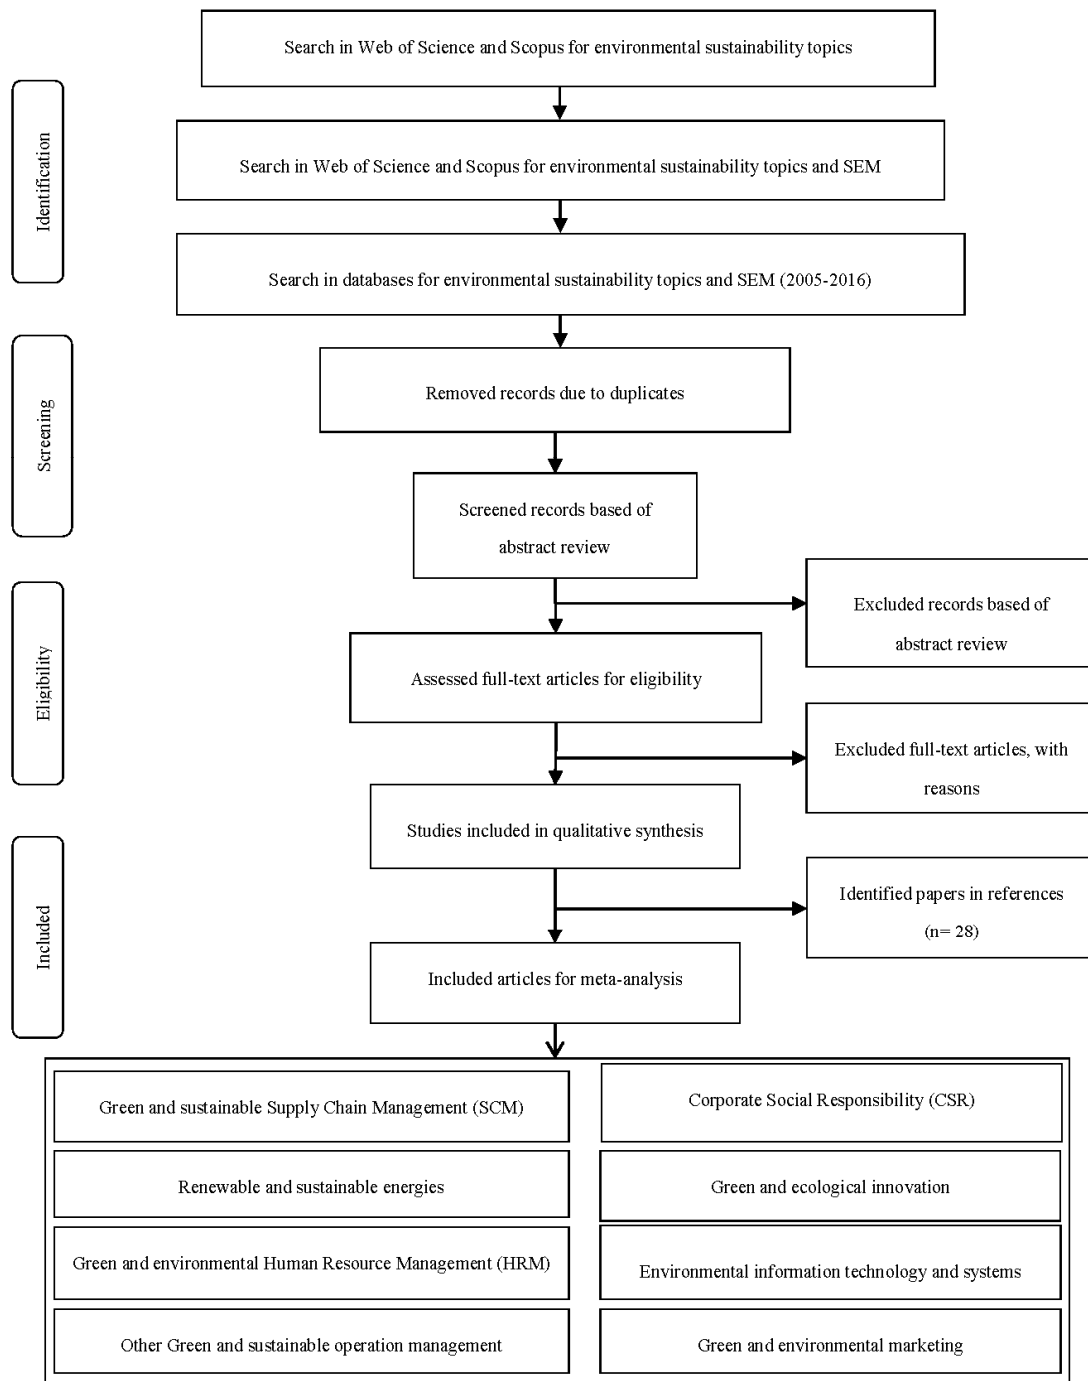 Search in Web of Science and Scopus for environmental sustainability topics
Identification
Search in Web of Science and Scopus for environmental sustainability topics and SEM
Search in databases for environmental sustainability topics and SEM (2005-2016)
Screening
Removed records due to duplicates
Screened records based of
abstract review
Excluded records based of
abstract review
Eligibility
Assessed full-text articles for eligibility
Excluded full-text articles, with
reasons
Studies included in qualitative synthesis
Included
Identified papers in references
(n= 28)
Included articles for meta-analysis
Green and sustainable Supply Chain Management (SCM)
Corporate Social Responsibility (CSR)
Renewable and sustainable energies
Green and ecological innovation
Green and environmental Human Resource Management (HRM)
Environmental information technology and systems
Other Green and sustainable operation management
Green and environmental marketing